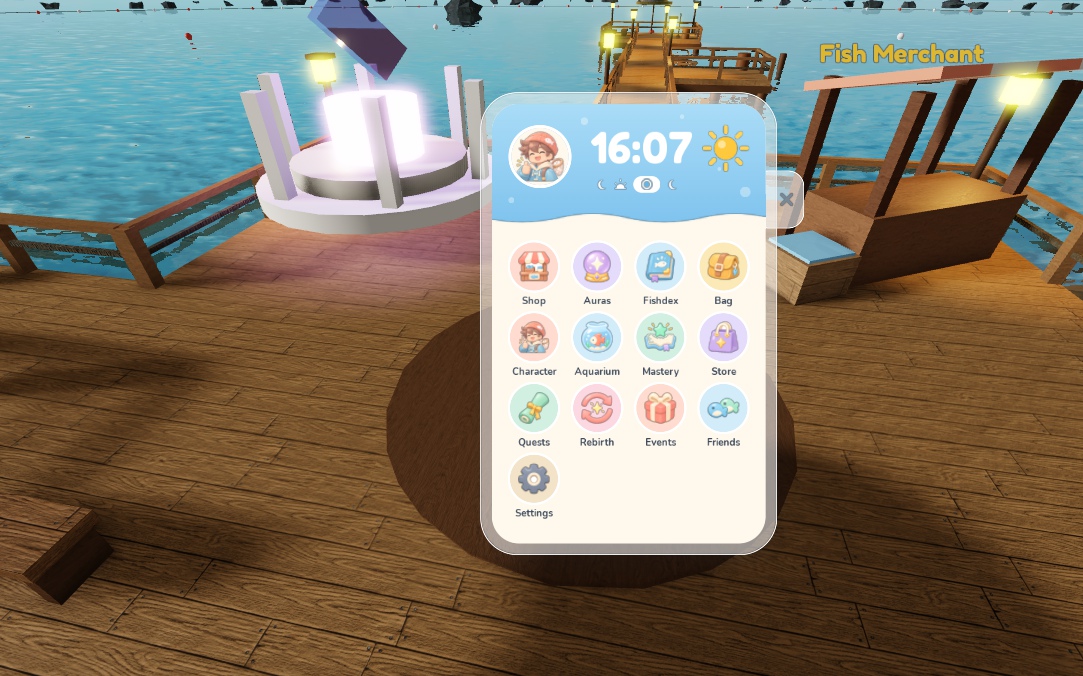 Fish Merchant
16:07
Shop Auras Fishdex Bag
Character Aquarium Mastery Store
Quests Rebirth Events Friends
Settings